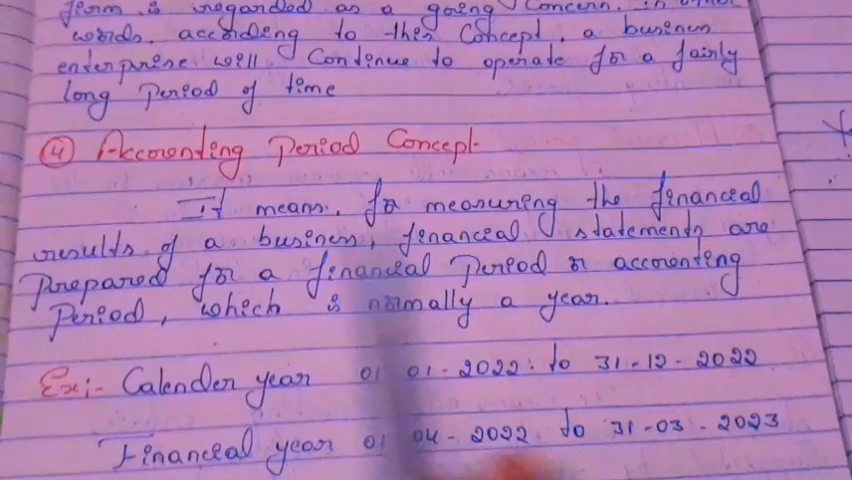 firm is regarded as a going Concern. in other
words. according to this Concept. a business
enterprise will Continue to operate for a fairly
long Period of time
(4) Accounting Period Concept
It means. for measuring the financial
results of a business, financial statements are
Prepared for a financial Period or accounting
Period, which is normally a year.
Ex:- Calender year 01 01-2022. to 31-12-2022
Financial year 01 04-2022 to 31-03-2023